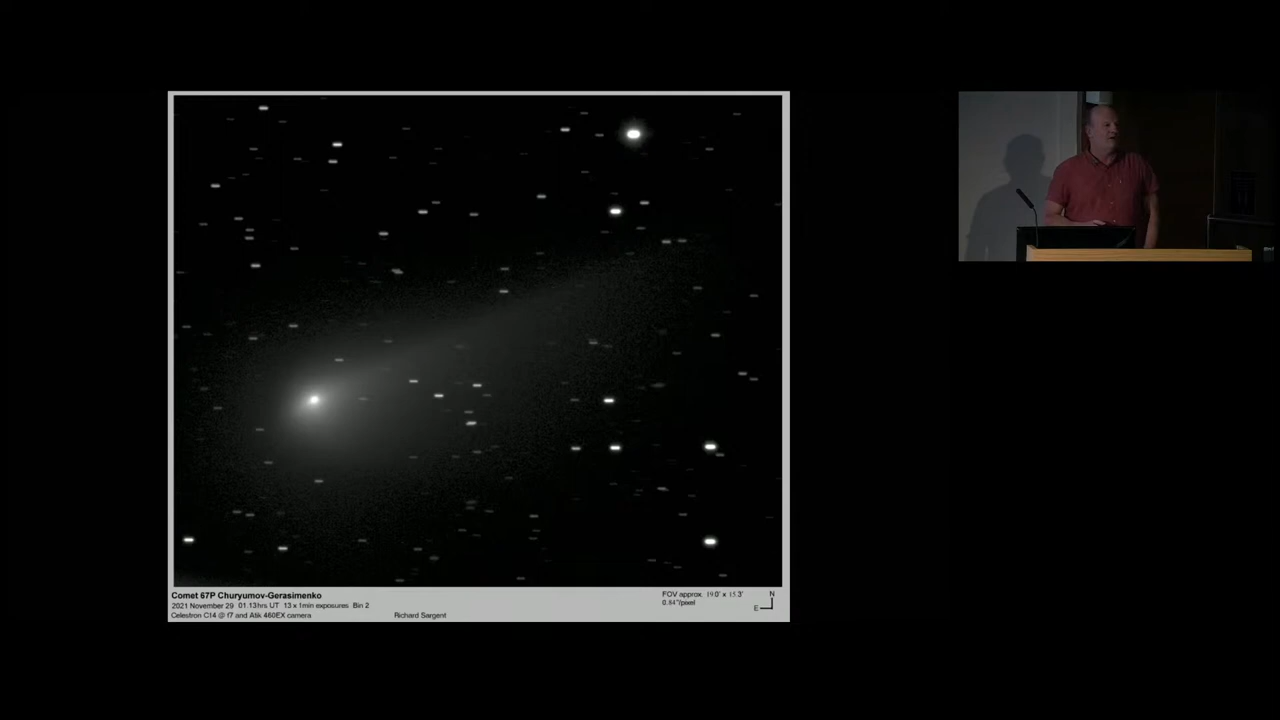 Comet 67P Churyumov-Gerasimenko
2021 November 29 01.13hrs UT 13 x 1min exposures Bin 2
Celestron C14 @ f7 and Atik 460EX camera Richard Sargent
FOV approx. 19.0' x 15.3'
0.84"/pixel
N
E